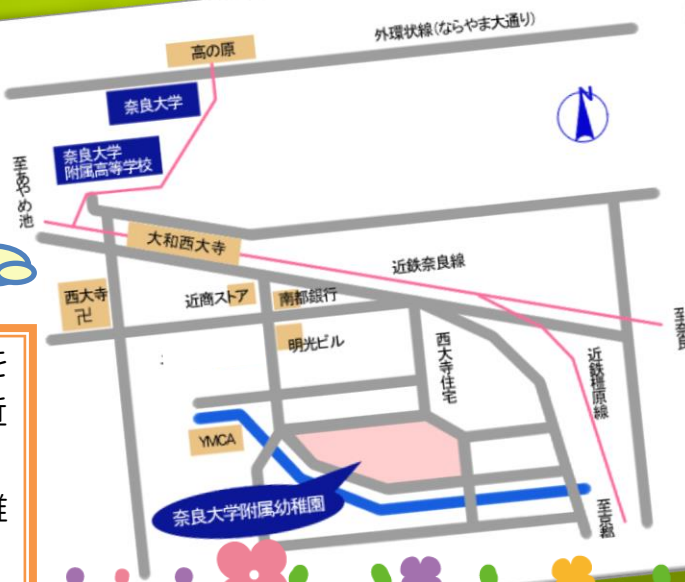 外環状線(ならやま大通り)
高の原
N
奈良大学
奈良大学
附属高等学校
至あやめ池
大和西大寺
近鉄奈良線
西大寺
卍
近商ストア
南都銀行
明光ビル
西大寺住宅
近鉄橿原線
至奈良
YMCA
奈良大学附属幼稚園
至京都